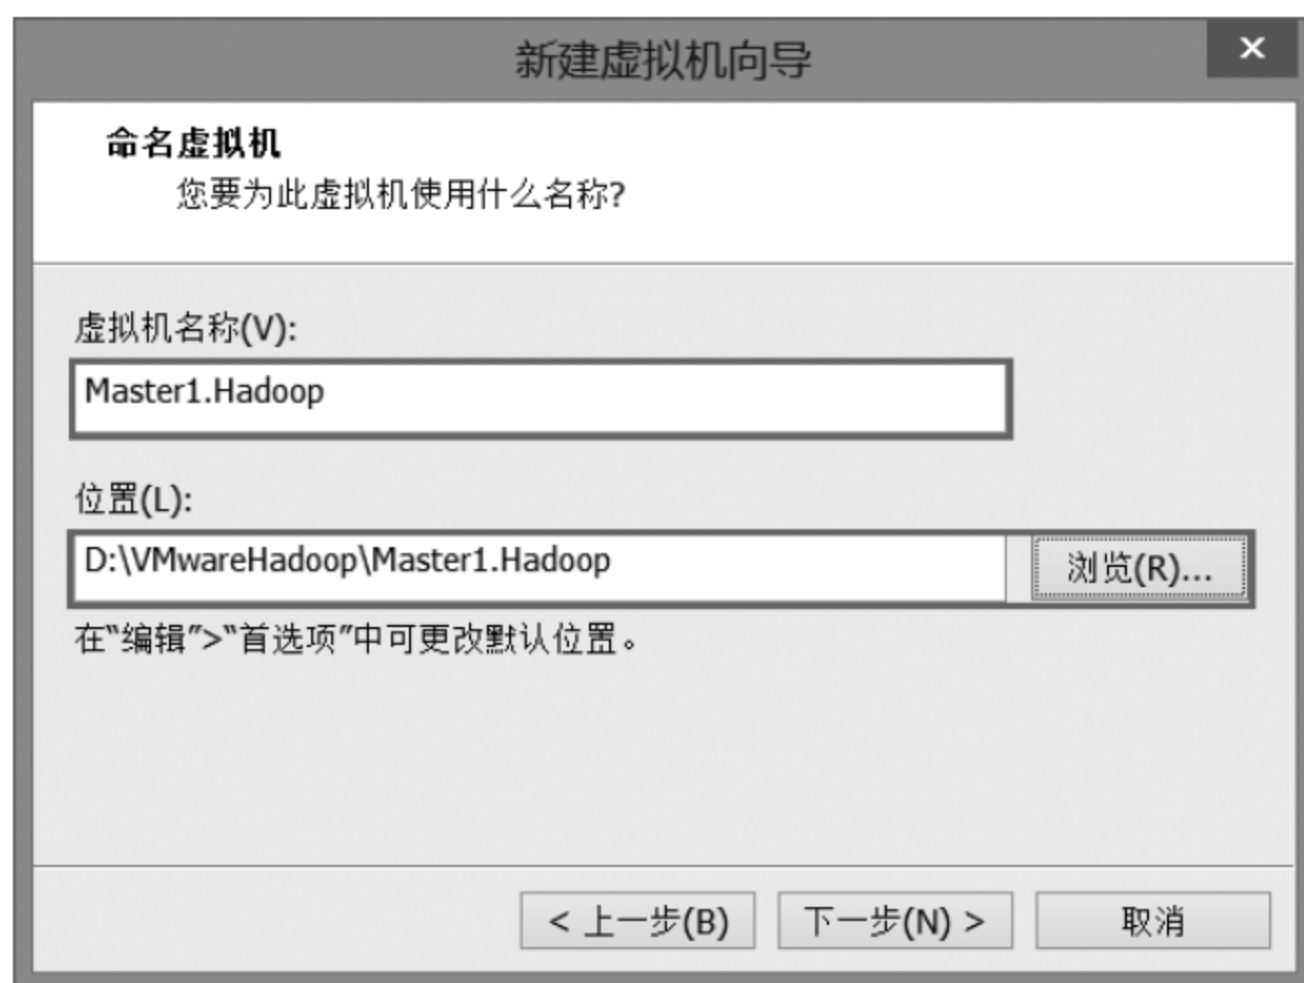 新建虚拟机向导
命名虚拟机
您要为此虚拟机使用什么名称?
虚拟机名称(V):
Master1.Hadoop
位置(L):
D:\VMwareHadoop\Master1.Hadoop
浏览(R)...
在“编辑”>“首选项”中可更改默认位置。
< 上一步(B) 下一步(N) > 取消